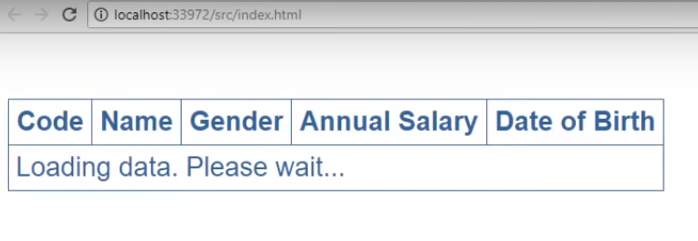 localhost:33972/src/index.html
Code Name Gender Annual Salary Date of Birth
Loading data. Please wait...